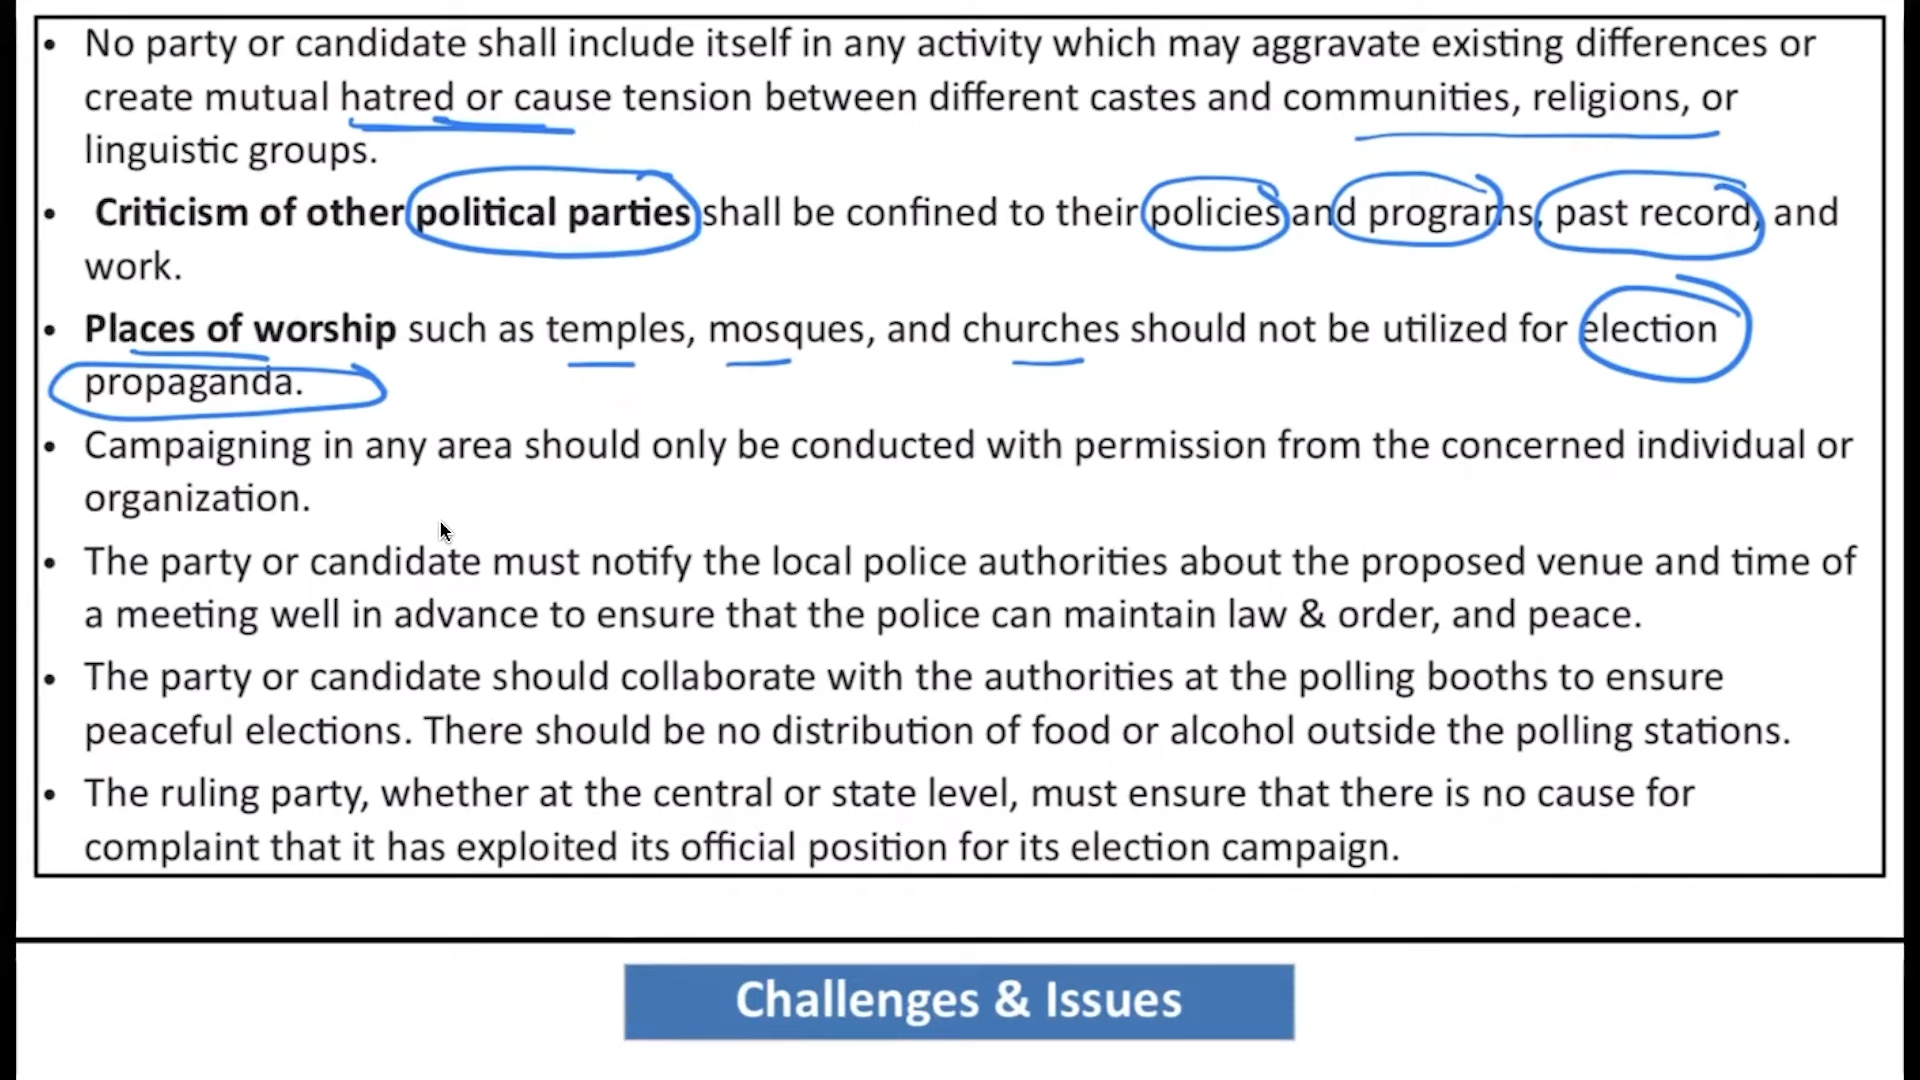 • No party or candidate shall include itself in any activity which may aggravate existing differences or
create mutual hatred or cause tension between different castes and communities, religions, or
linguistic groups.
• Criticism of other political parties shall be confined to their policies and programs, past record, and
work.
• Places of worship such as temples, mosques, and churches should not be utilized for election
propaganda.
• Campaigning in any area should only be conducted with permission from the concerned individual or
organization.
• The party or candidate must notify the local police authorities about the proposed venue and time of
a meeting well in advance to ensure that the police can maintain law & order, and peace.
• The party or candidate should collaborate with the authorities at the polling booths to ensure
peaceful elections. There should be no distribution of food or alcohol outside the polling stations.
• The ruling party, whether at the central or state level, must ensure that there is no cause for
complaint that it has exploited its official position for its election campaign.
Challenges & Issues